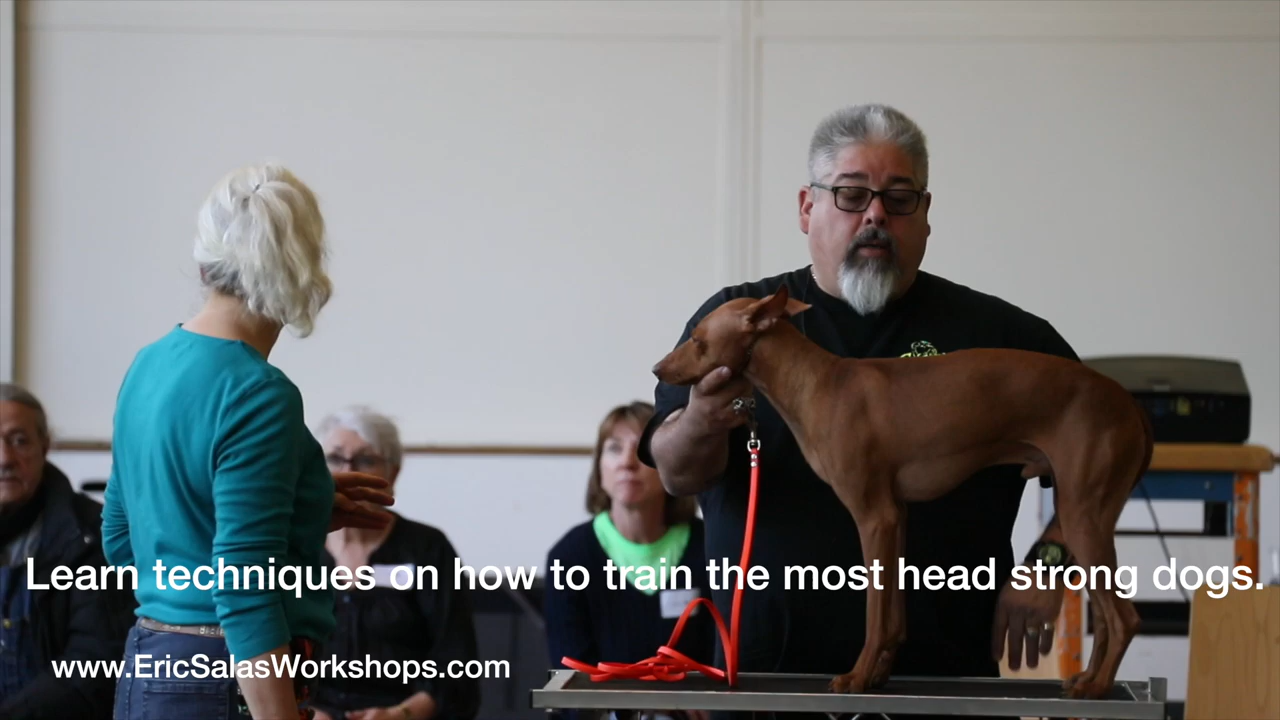 Learn techniques on how to train the most head strong dogs.
www.EricSalasWorkshops.com